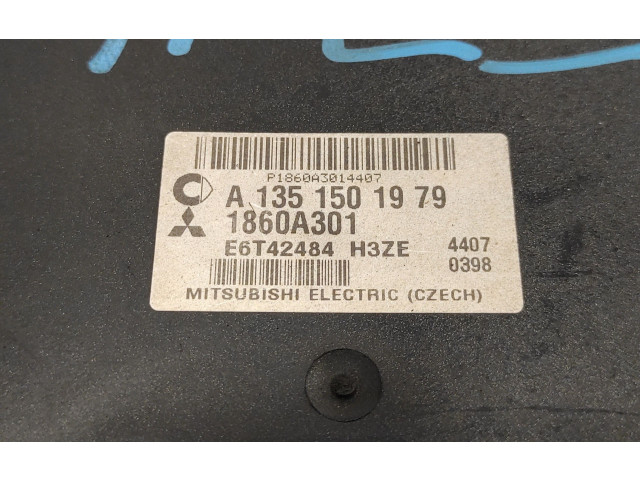 P1860A3014407
A 135 150 19 79
1860A301
E6T42484 H3ZE 4407
0398
MITSUBISHI ELECTRIC (CZECH)